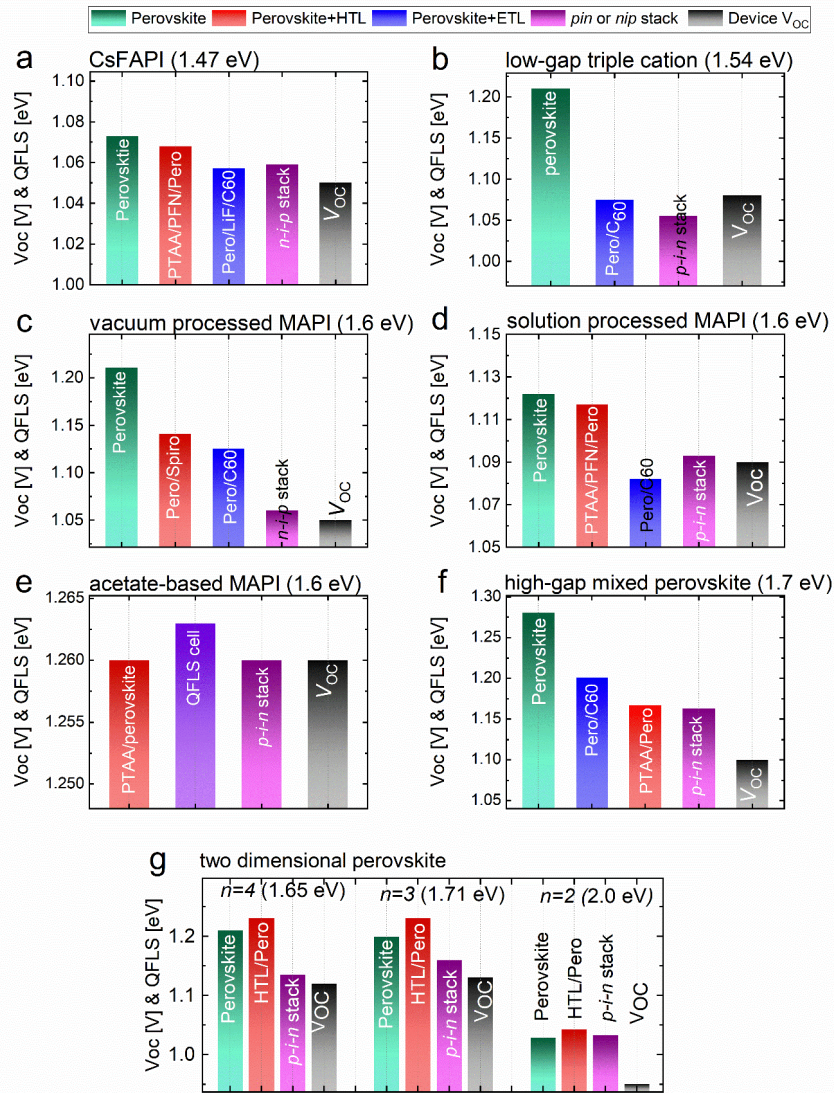 Perovskite Perovskite+HTL Perovskite+ETL pin or nip stack Device VOC
a CsFAPI (1.47 eV)
Voc [V] & QFLS [eV]
1.10
1.08
1.06
1.04
1.02
1.00
Perovsktie
PTAA/PFN/Pero
Pero/LiF/C60
n-i-p stack
VOC
b low-gap triple cation (1.54 eV)
Voc [V] & QFLS [eV]
1.20
1.15
1.10
1.05
1.00
perovskite
Pero/C60
p-i-n stack
VOC
c vacuum processed MAPI (1.6 eV)
Voc [V] & QFLS [eV]
1.20
1.15
1.10
1.05
Perovskite
Pero/Spiro
Pero/C60
n-i-p stack
VOC
d solution processed MAPI (1.6 eV)
Voc [V] & QFLS [eV]
1.15
1.13
1.11
1.09
1.07
1.05
Perovskite
PTAA/PFN/Pero
Pero/C60
p-i-n stack
VOC
e acetate-based MAPI (1.6 eV)
Voc [V] & QFLS [eV]
1.265
1.260
1.255
1.250
PTAA/perovskite
QFLS cell
p-i-n stack
VOC
f high-gap mixed perovskite (1.7 eV)
Voc [V] & QFLS [eV]
1.30
1.25
1.20
1.15
1.10
1.05
Perovskite
Pero/C60
PTAA/Pero
p-i-n stack
VOC
g two dimensional perovskite
Voc [V] & QFLS [eV]
1.2
1.1
1.0
n=4 (1.65 eV)
Perovskite
HTL/Pero
p-i-n stack
VOC
n=3 (1.71 eV)
Perovskite
HTL/Pero
p-i-n stack
VOC
n=2 (2.0 eV)
Perovskite
HTL/Pero
p-i-n stack
VOC